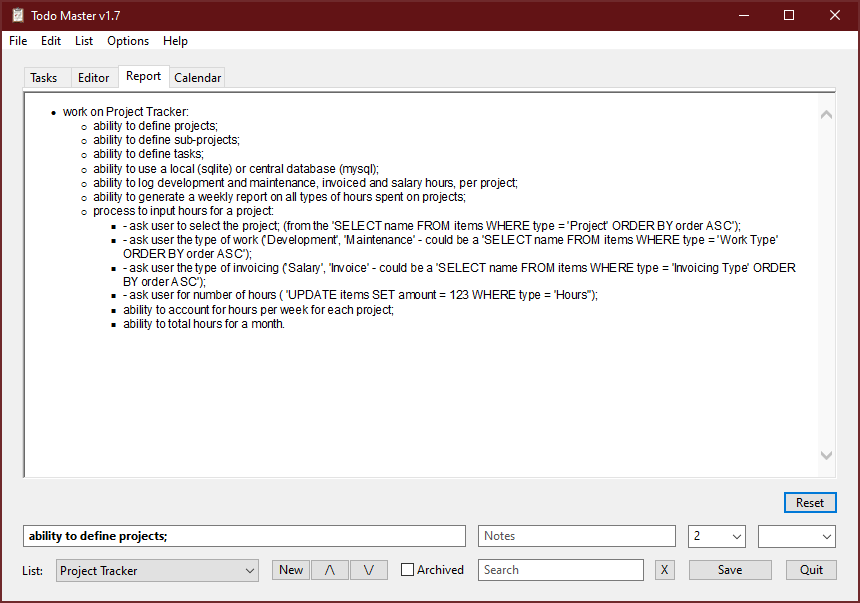 Todo Master v1.7
File Edit List Options Help
Tasks Editor Report Calendar
work on Project Tracker:
ability to define projects;
ability to define sub-projects;
ability to define tasks;
ability to use a local (sqlite) or central database (mysql);
ability to log development and maintenance, invoiced and salary hours, per project;
ability to generate a weekly report on all types of hours spent on projects;
process to input hours for a project:
- ask user to select the project; (from the 'SELECT name FROM items WHERE type = 'Project' ORDER BY order ASC');
- ask user the type of work ('Development', 'Maintenance' - could be a 'SELECT name FROM items WHERE type = 'Work Type'
ORDER BY order ASC');
- ask user the type of invoicing ('Salary', 'Invoice' - could be a 'SELECT name FROM items WHERE type = 'Invoicing Type' ORDER
BY order ASC');
- ask user for number of hours ( 'UPDATE items SET amount = 123 WHERE type = 'Hours'');
ability to account for hours per week for each project;
ability to total hours for a month.
Reset
ability to define projects; Notes 2
List: Project Tracker New /\ \/ Archived Search X Save Quit